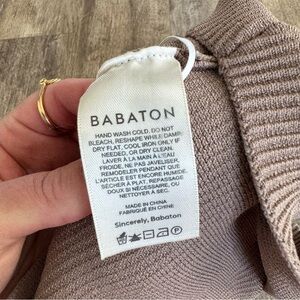 BABATON
HAND WASH COLD. DO NOT
BLEACH, RESHAPE WHILE DAMP.
DRY FLAT, COOL IRON ONLY IF
NEEDED, OR DRY CLEAN.
LAVER À LA MAIN À L'EAU
FROIDE, NE PAS JAVELISER,
REMODELER PENDANT QUE
L'ARTICLE EST ENCORE HUMIDE.
SÉCHER À PLAT, REPASSAGE
DOUX SI NÉCESSAIRE, OU
NETTOYER À SEC.
MADE IN CHINA
FABRIQUÉ EN CHINE
Sincerely, Babaton